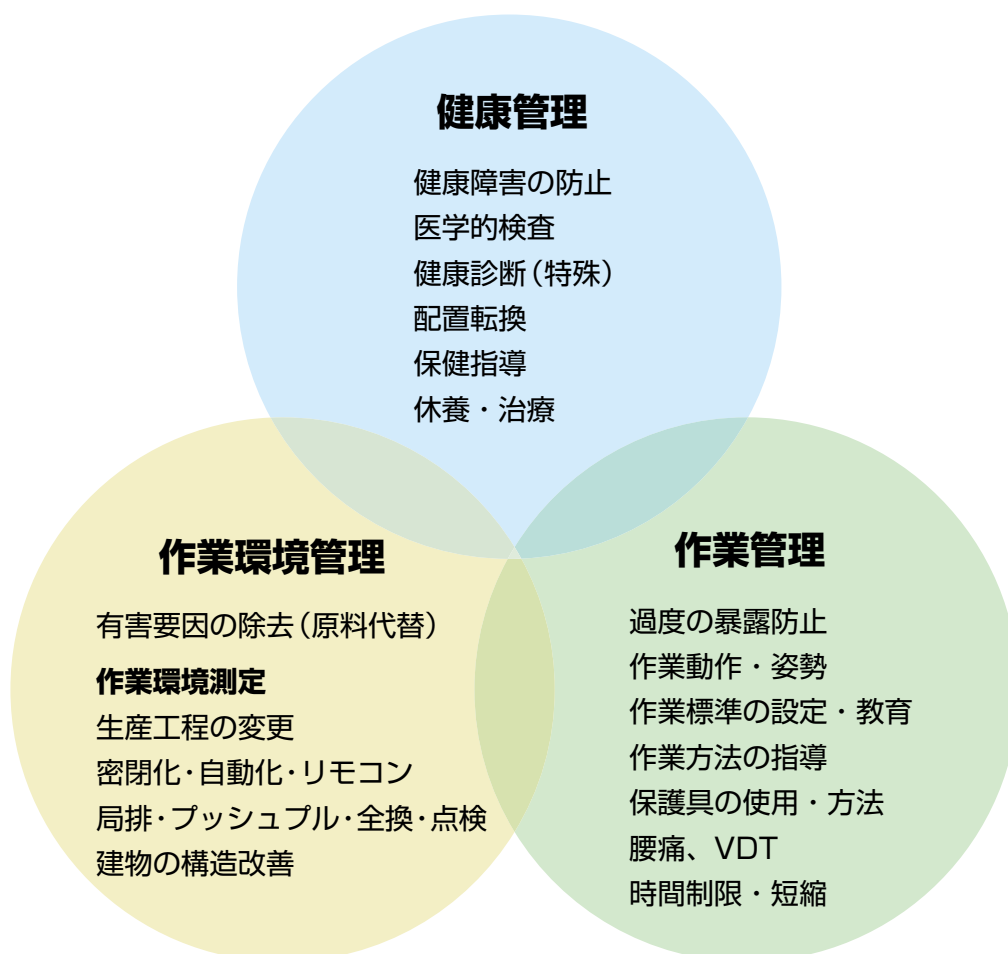 健康管理
健康障害の防止
医学的検査
健康診断（特殊）
配置転換
保健指導
休養・治療
作業環境管理
有害要因の除去（原料代替）
作業環境測定
生産工程の変更
密閉化・自動化・リモコン
局排・プッシュプル・全換・点検
建物の構造改善
作業管理
過度の暴露防止
作業動作・姿勢
作業標準の設定・教育
作業方法の指導
保護具の使用・方法
腰痛、VDT
時間制限・短縮